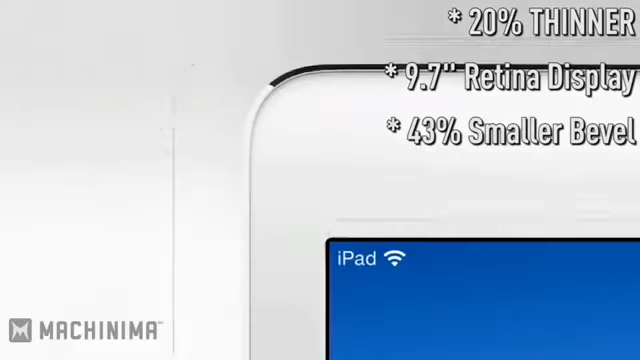 * 20% THINNER
* 9.7" Retina Display
* 43% Smaller Bevel
iPad
MACHINIMA